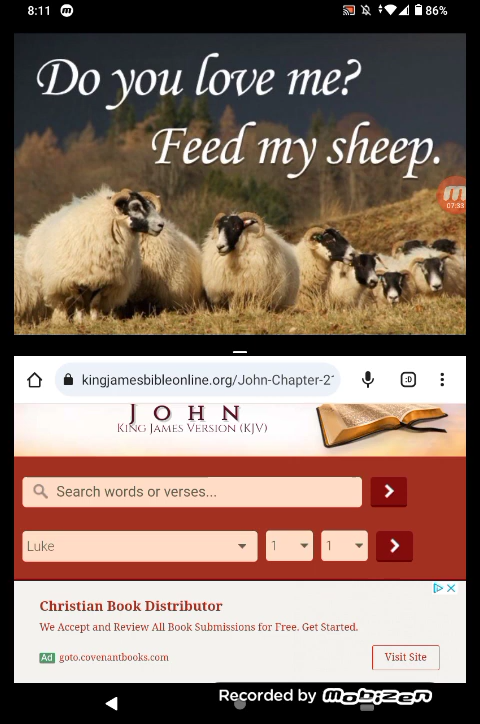 8:11
86%
Do you love me?
Feed my sheep.
07:33
kingjamesbibleonline.org/John-Chapter-2
:D
JOHN
KING JAMES VERSION (KJV)
Search words or verses...
Luke
1
1
Christian Book Distributor
We Accept and Review All Book Submissions for Free. Get Started.
Ad goto.covenantbooks.com
Visit Site
Recorded by Mobizen